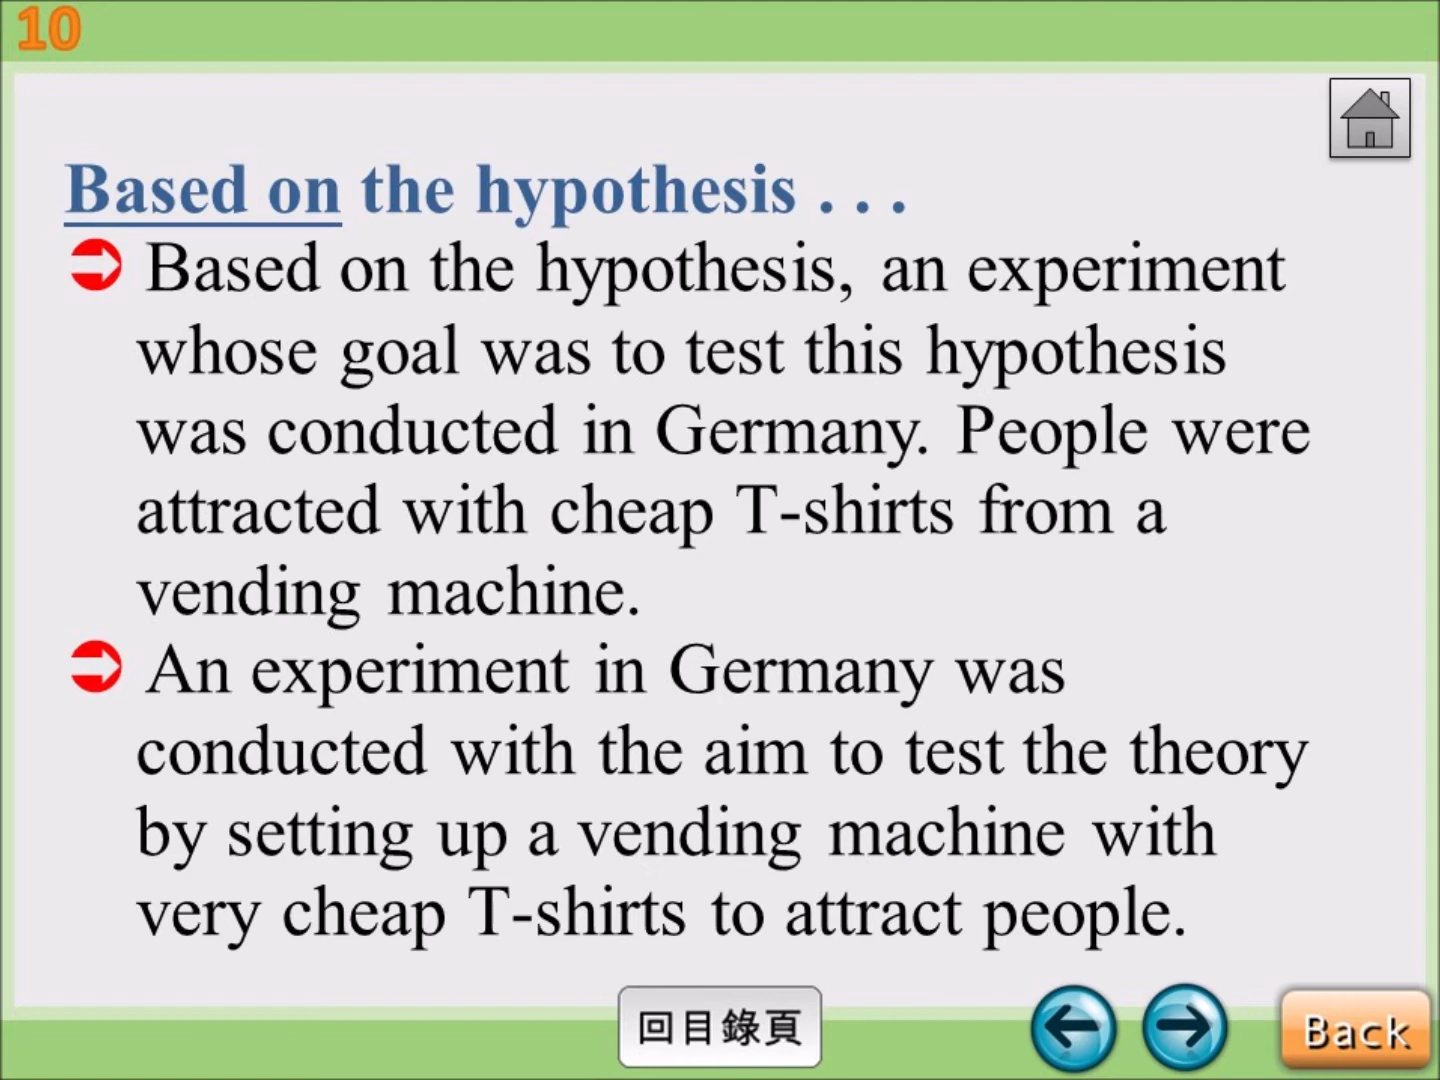 10
Based on the hypothesis . . .
Based on the hypothesis, an experiment
whose goal was to test this hypothesis
was conducted in Germany. People were
attracted with cheap T-shirts from a
vending machine.
An experiment in Germany was
conducted with the aim to test the theory
by setting up a vending machine with
very cheap T-shirts to attract people.
回目錄頁
Back